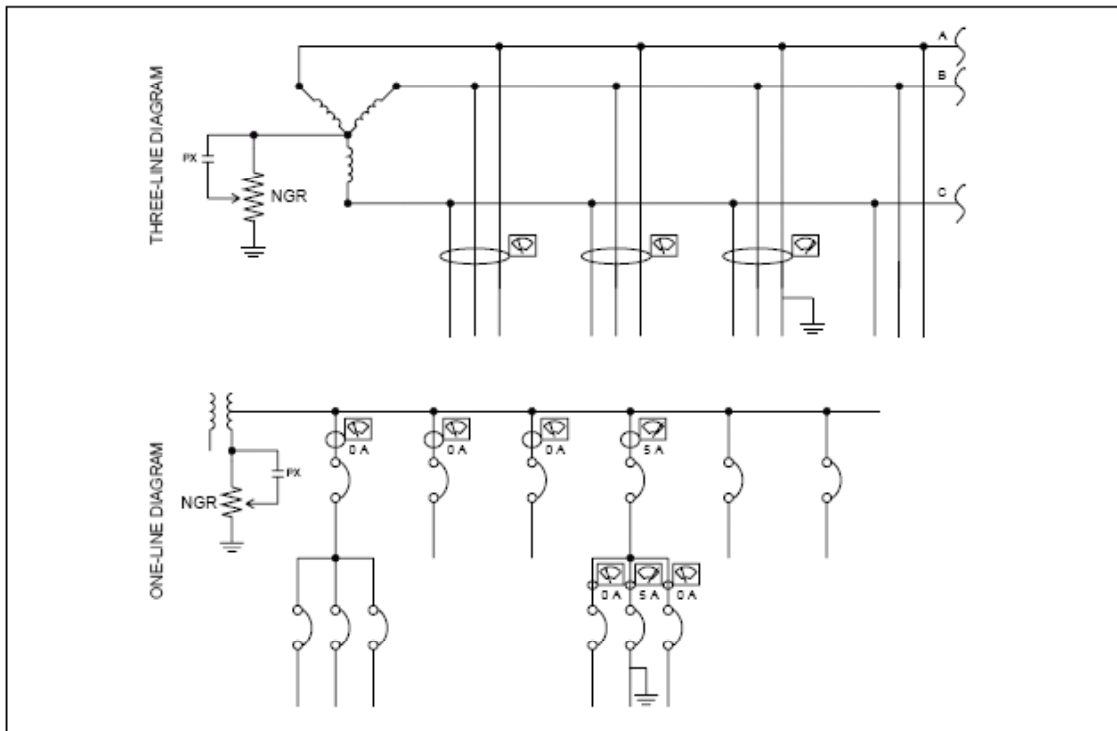 THREE-LINE DIAGRAM
A
B
PX
NGR
C
ONE-LINE DIAGRAM
0 A
0 A
0 A
5 A
PX
NGR
0 A
5 A
0 A